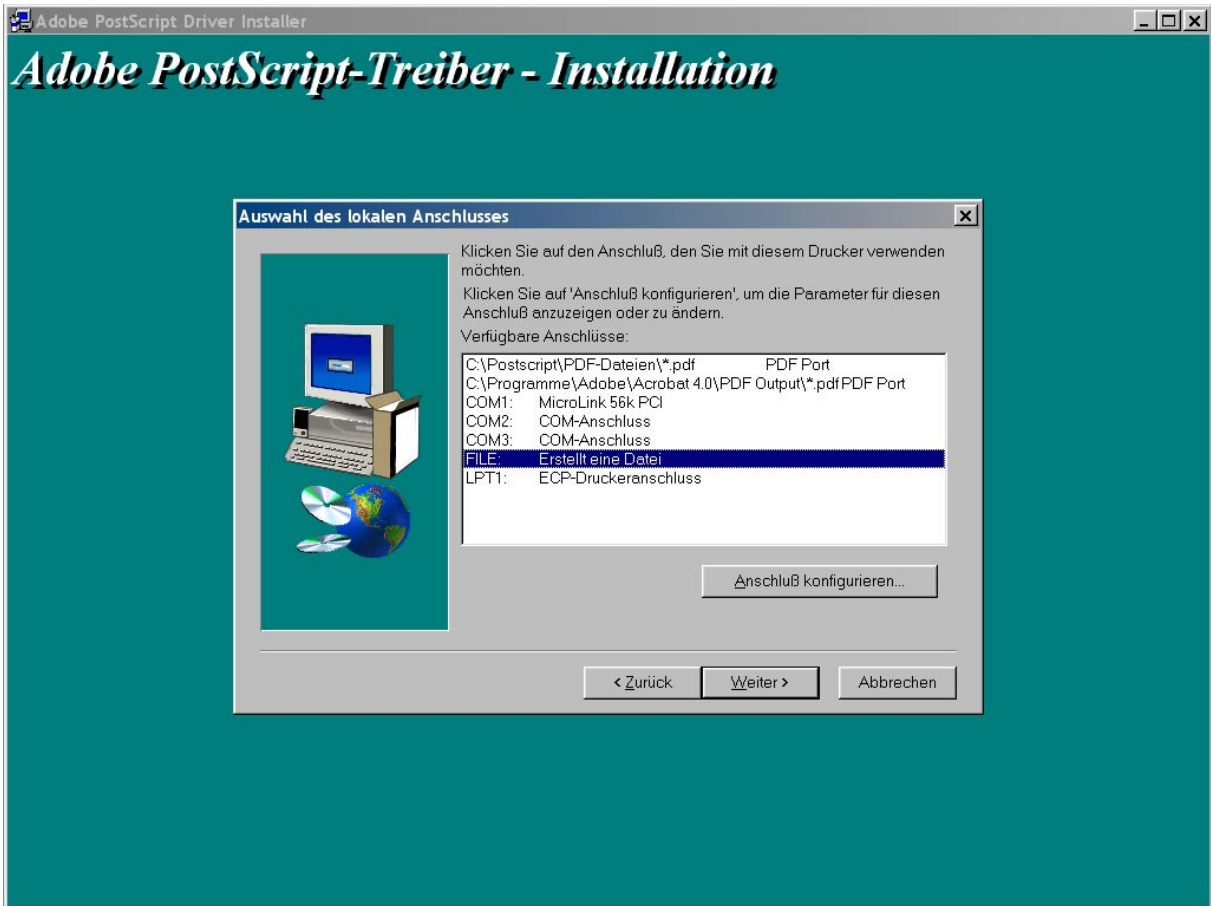 Adobe PostScript Driver Installer
Adobe PostScript-Treiber - Installation
Auswahl des lokalen Anschlusses
Klicken Sie auf den Anschluß, den Sie mit diesem Drucker verwenden
möchten.
Klicken Sie auf 'Anschluß konfigurieren', um die Parameter für diesen
Anschluß anzuzeigen oder zu ändern.
Verfügbare Anschlüsse:
C:\Postscript\PDF-Dateien\*.pdf PDF Port
C:\Programme\Adobe\Acrobat 4.0\PDF Output\*.pdf PDF Port
COM1: MicroLink 56k PCI
COM2: COM-Anschluss
COM3: COM-Anschluss
FILE: Erstellt eine Datei
LPT1: ECP-Druckeranschluss
Anschluß konfigurieren...
< Zurück Weiter > Abbrechen